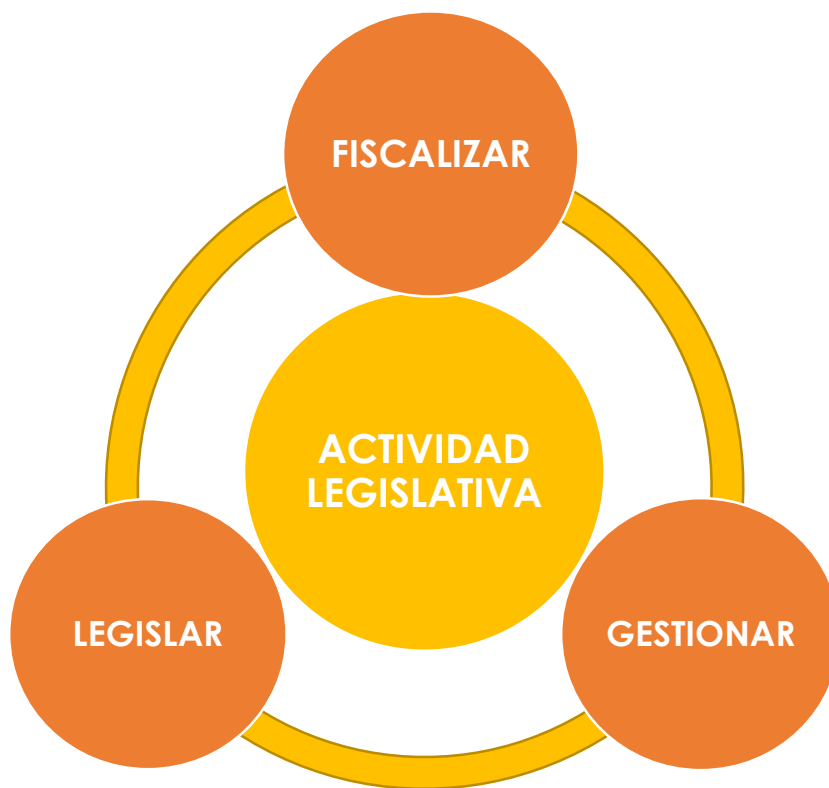 FISCALIZAR
ACTIVIDAD
LEGISLATIVA
LEGISLAR
GESTIONAR